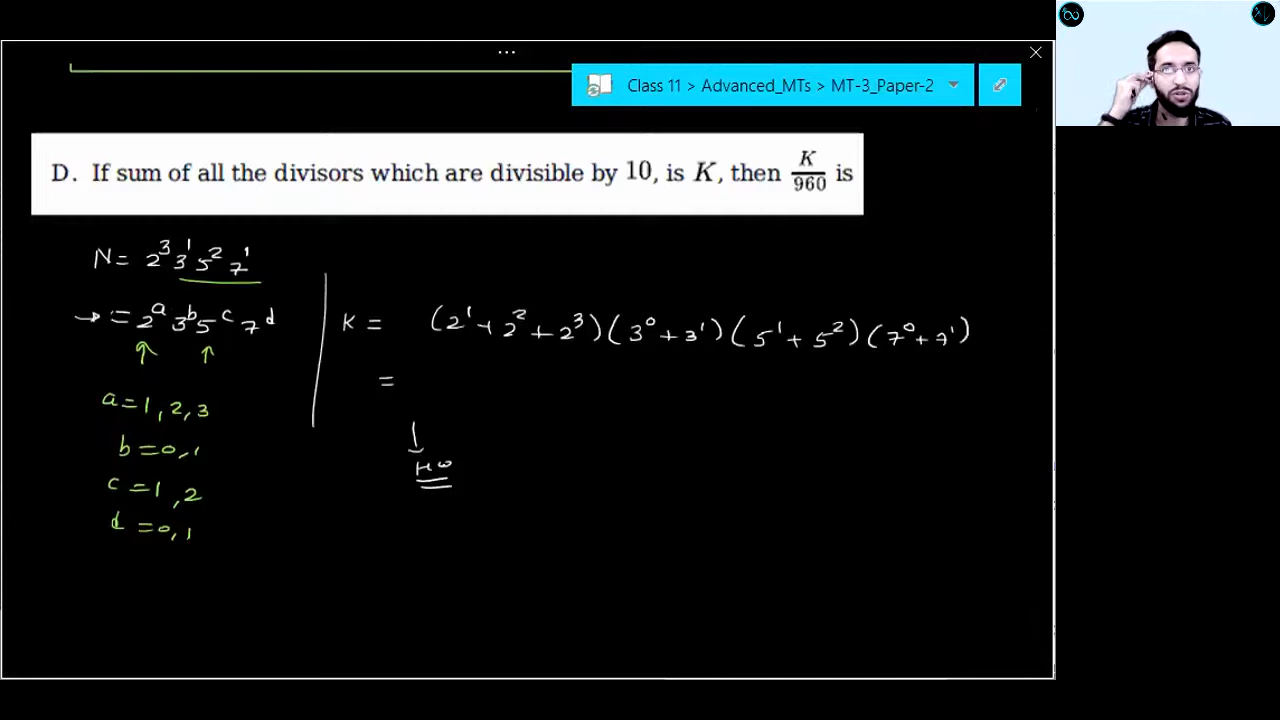 Class 11 > Advanced_MTs > MT-3_Paper-2
D. If sum of all the divisors which are divisible by 10, is K, then K/960 is
N = 2³ 3¹ 5² 7¹
→ = 2ᵃ 3ᵇ 5ᶜ 7ᵈ
K = (2¹ + 2² + 2³) (3⁰ + 3¹) (5¹ + 5²) (7⁰ + 7¹)
=
a = 1, 2, 3
b = 0, 1
HW
c = 1, 2
d = 0, 1